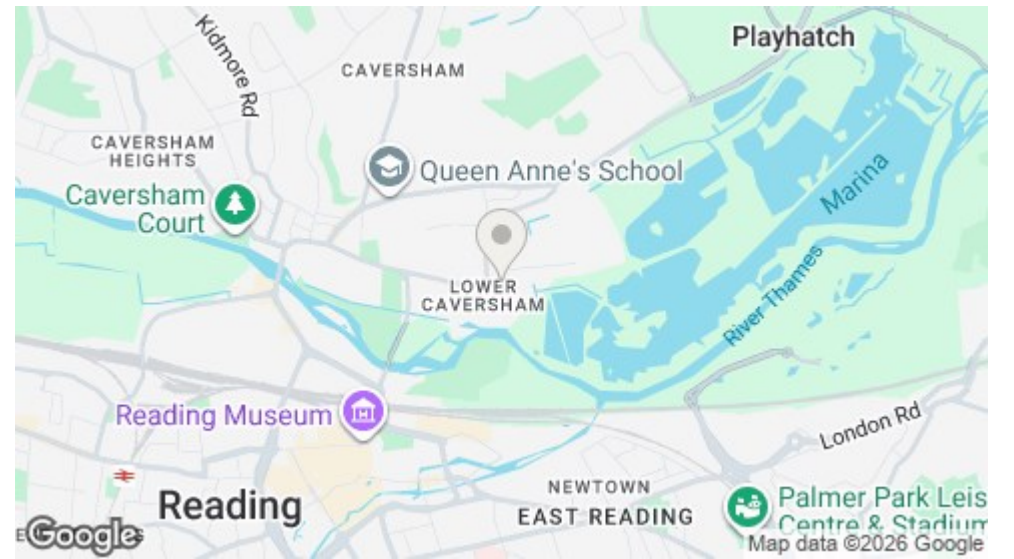 Playhatch
Kidmore Rd
CAVERSHAM
CAVERSHAM
HEIGHTS
Queen Anne's School
Caversham
Court
Marina
LOWER
CAVERSHAM
River Thames
Reading Museum
London Rd
NEWTOWN
EAST READING
Reading
Palmer Park Leis
Centre & Stadium
Google
Map data ©2026 Google